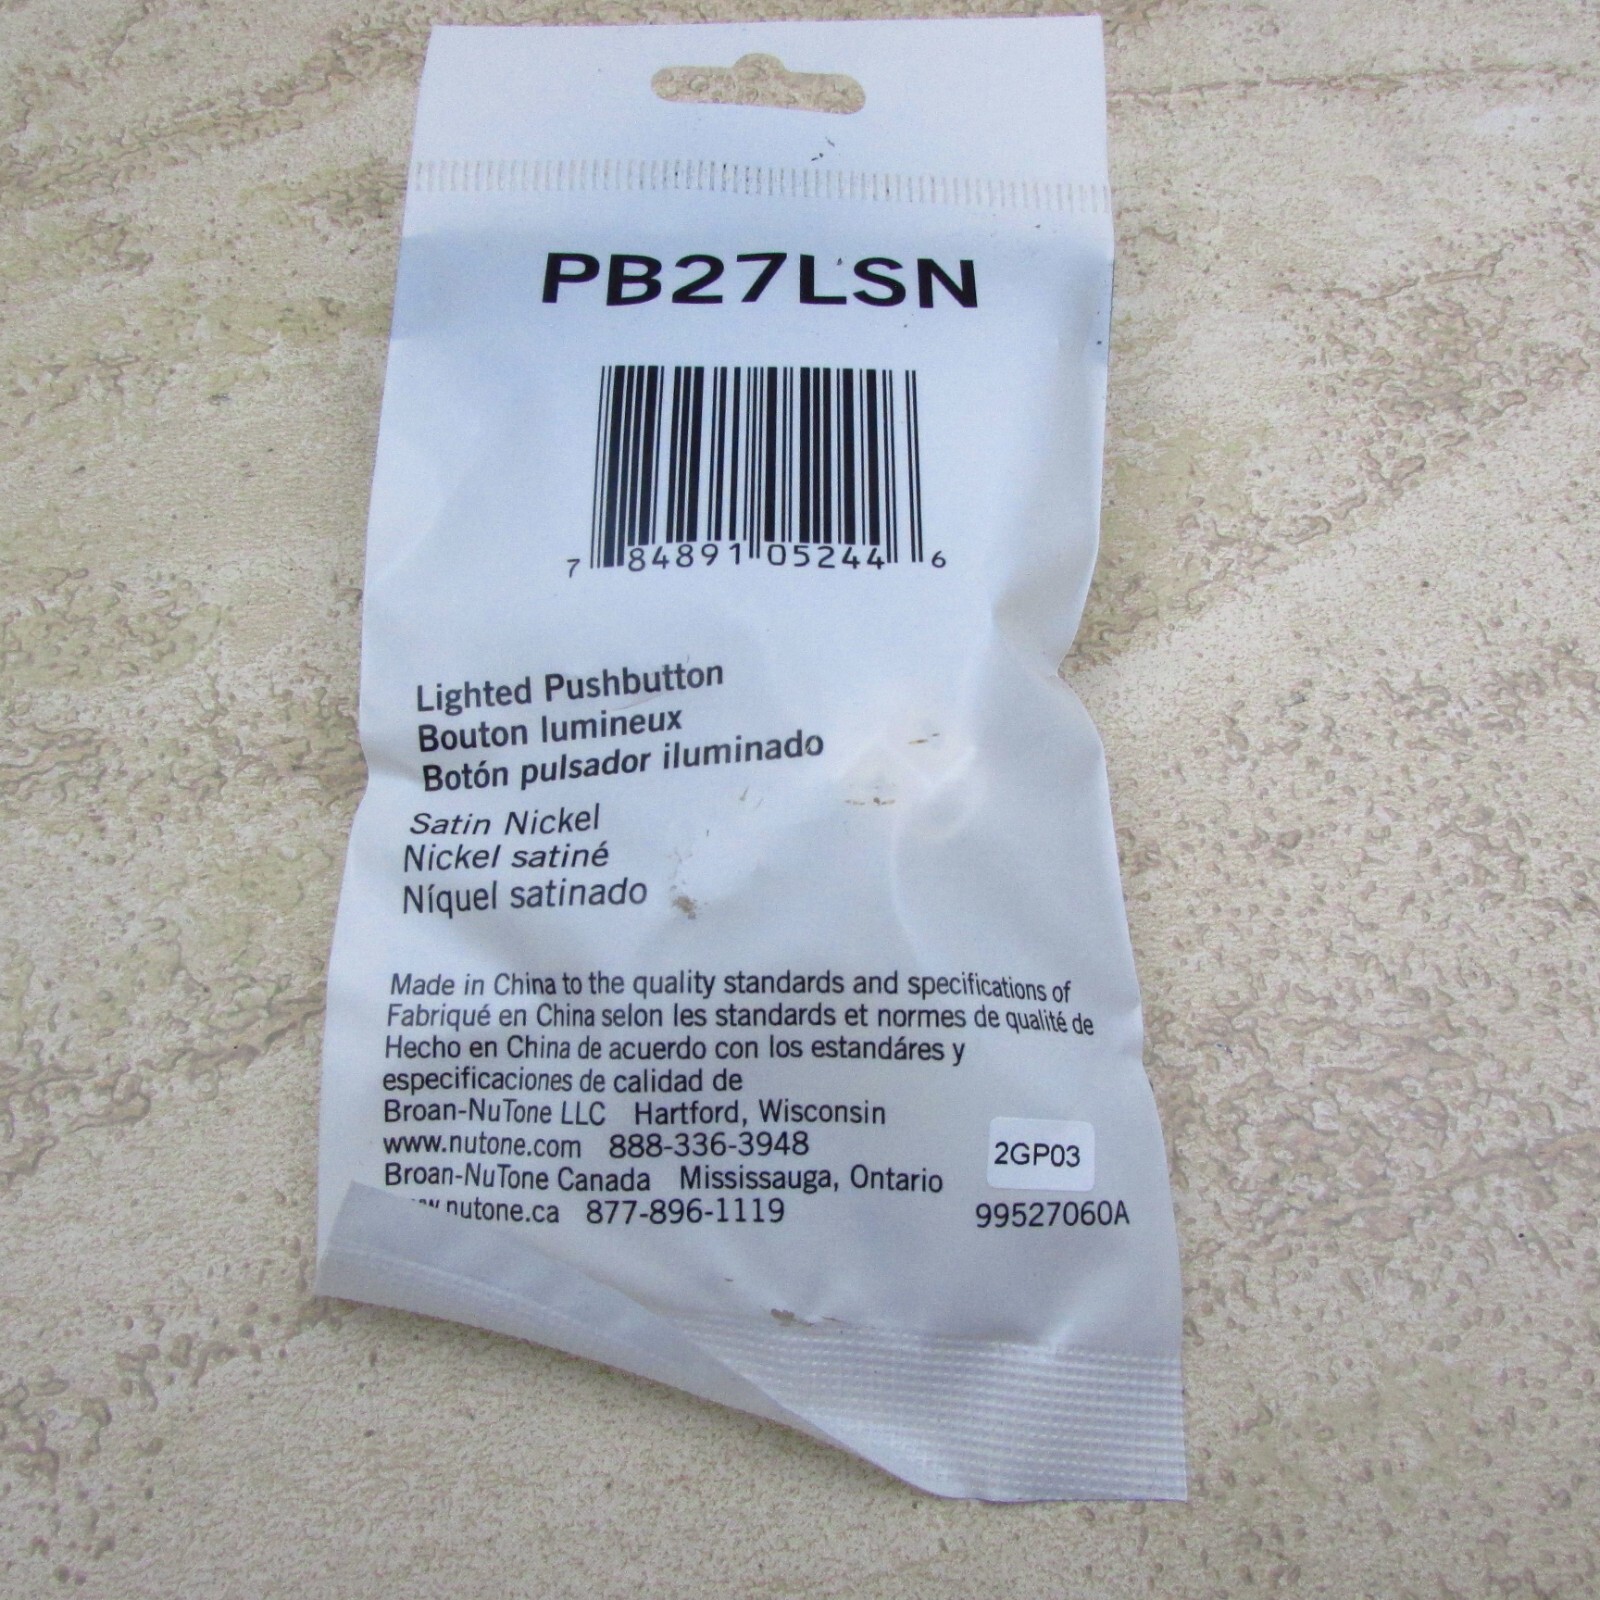 PB27LSN
7 84891 05244 6
Lighted Pushbutton
Bouton lumineux
Botón pulsador iluminado
Satin Nickel
Nickel satiné
Níquel satinado
Made in China to the quality standards and specifications of
Fabriqué en China selon les standards et normes de qualité de
Hecho en China de acuerdo con los estandáres y
especificaciones de calidad de
Broan-NuTone LLC Hartford, Wisconsin
www.nutone.com 888-336-3948
Broan-NuTone Canada Mississauga, Ontario
nutone.ca 877-896-1119
2GP03
99527060A